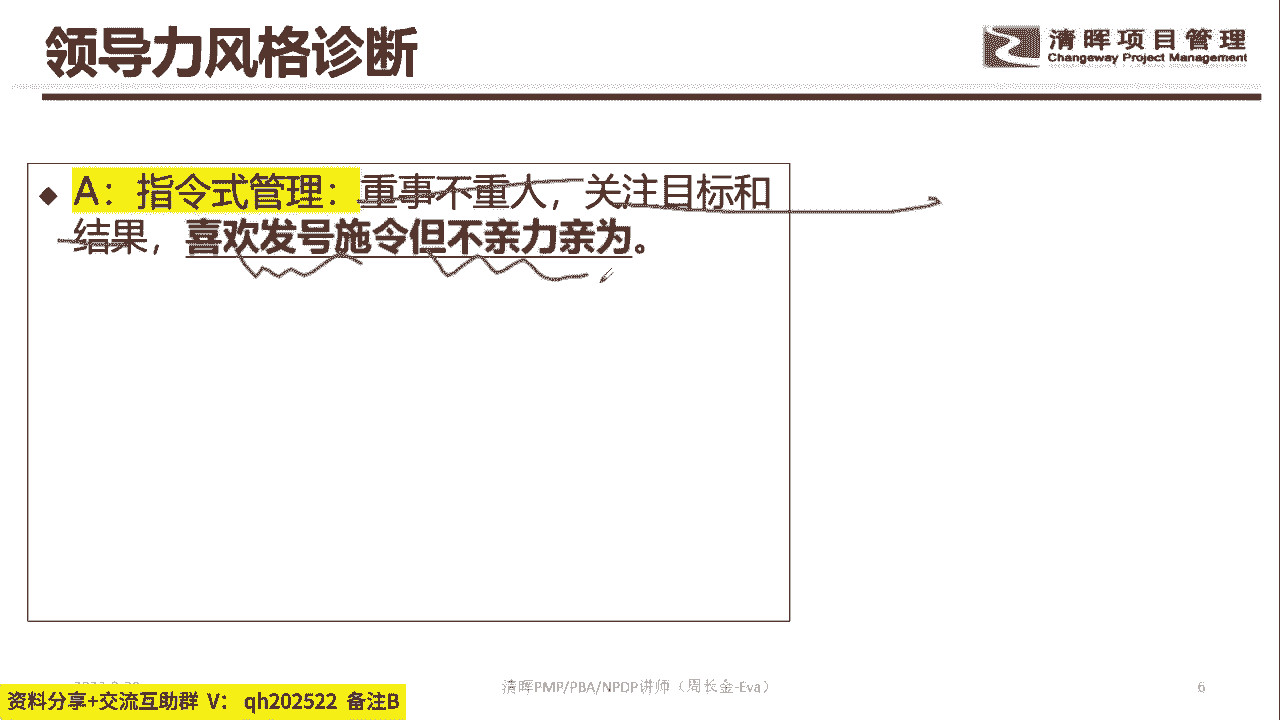 领导力风格诊断
清晖项目管理
Changeway Project Management
◆ A：指令式管理：重事不重人，关注目标和
结果，喜欢发号施令但不亲力亲为。
清晖PMP/PBA/NPDP讲师（周长金-Eva）
6
资料分享+交流互助群 V： qh202522 备注B